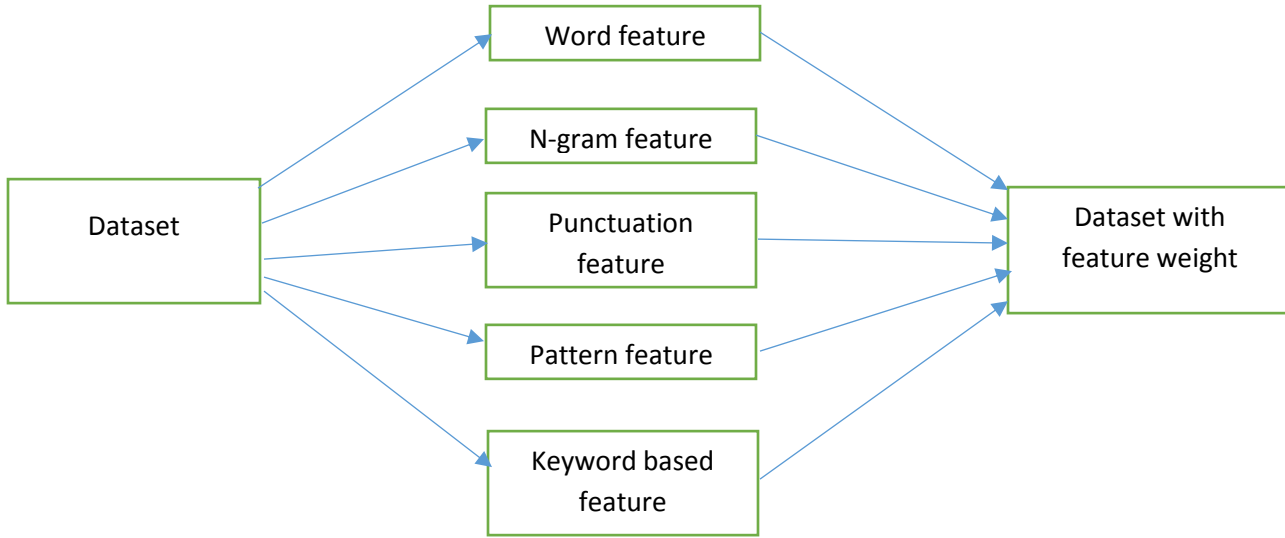 Word feature
N-gram feature
Dataset
Punctuation
feature
Dataset with
feature weight
Pattern feature
Keyword based
feature